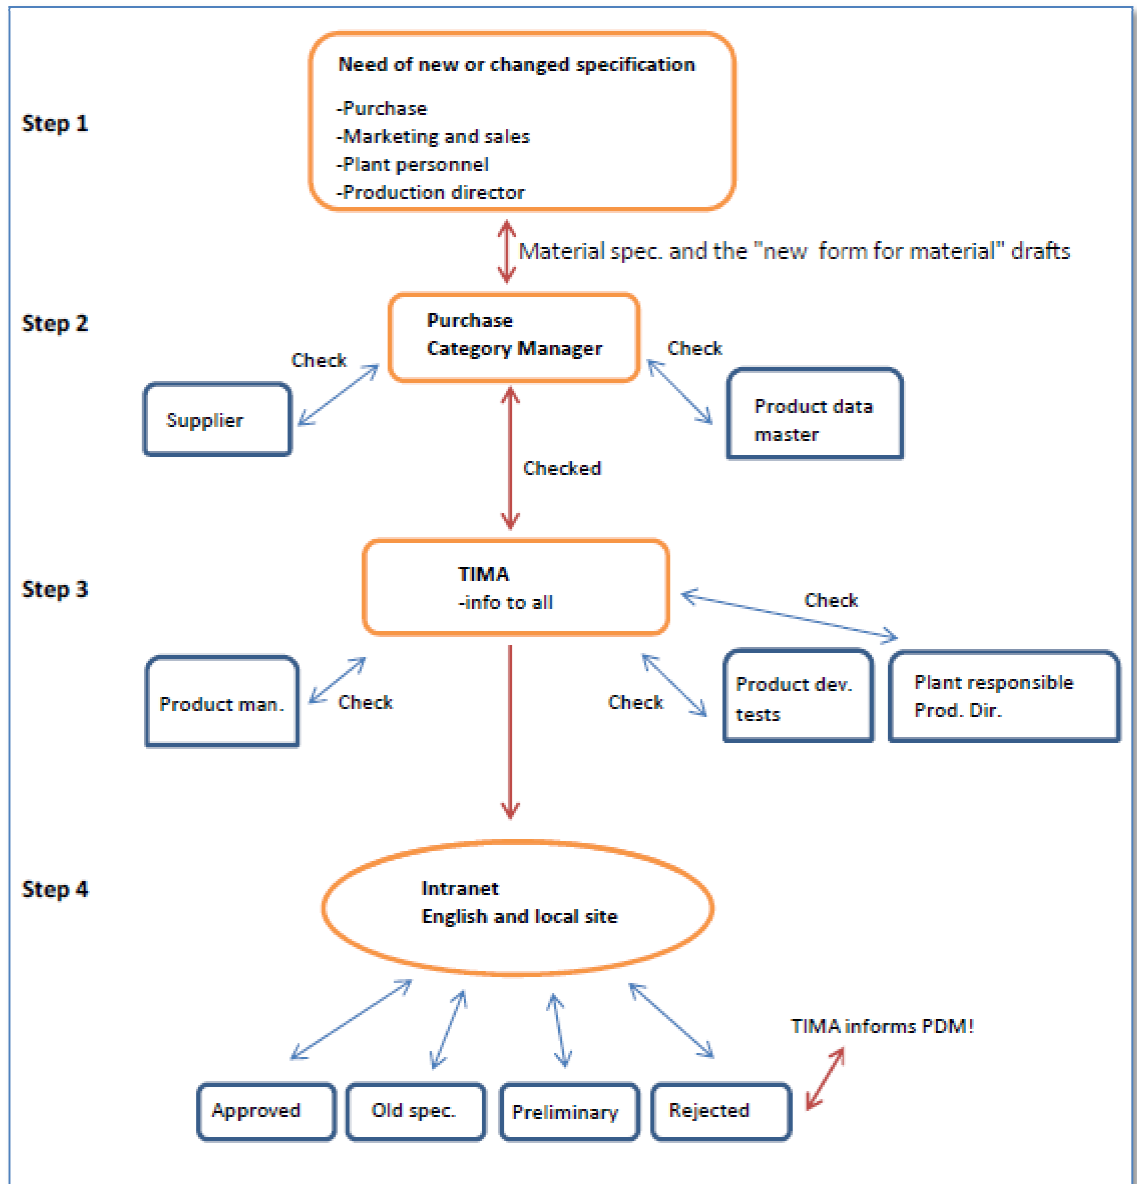 Need of new or changed specification
Step 1
-Purchase
-Marketing and sales
-Plant personnel
-Production director
Material spec. and the "new form for material" drafts
Step 2
Purchase
Category Manager
Check
Check
Supplier
Product data
master
Checked
Step 3
TIMA
-info to all
Check
Product man.
Check
Check
Product dev.
tests
Plant responsible
Prod. Dir.
Step 4
Intranet
English and local site
TIMA informs PDM!
Approved
Old spec.
Preliminary
Rejected